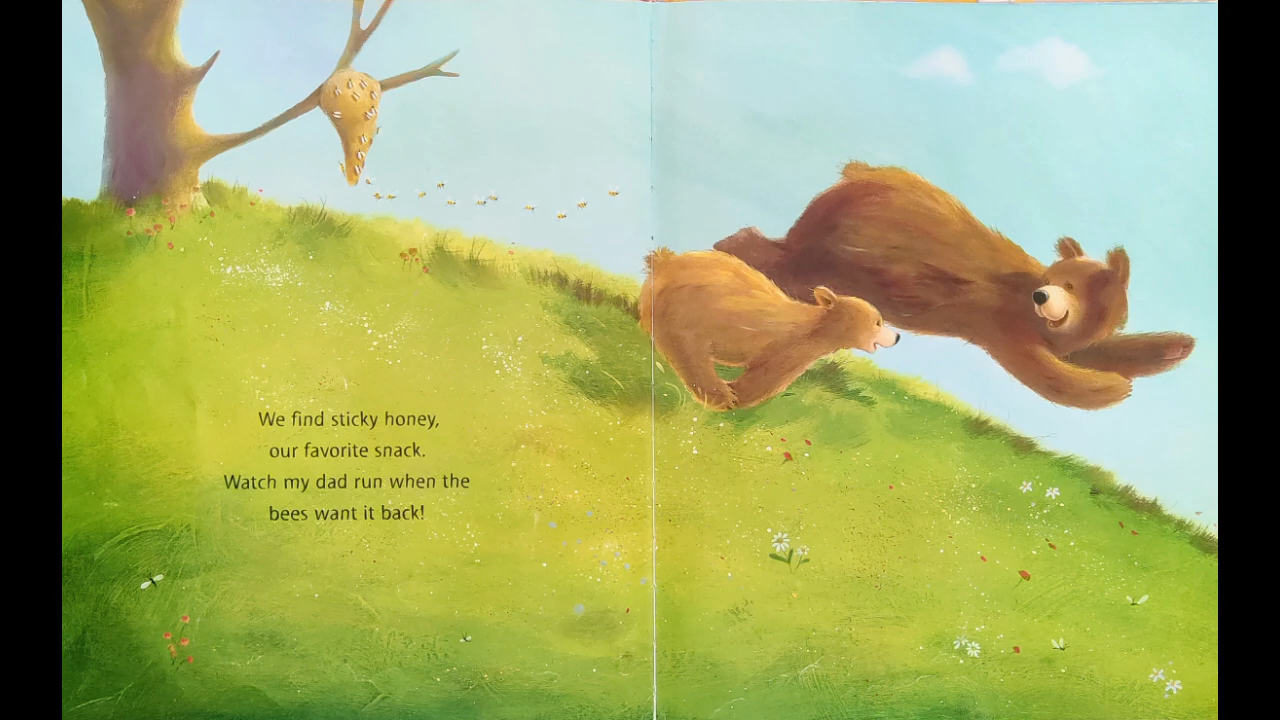 We find sticky honey,
our favorite snack.
Watch my dad run when the
bees want it back!